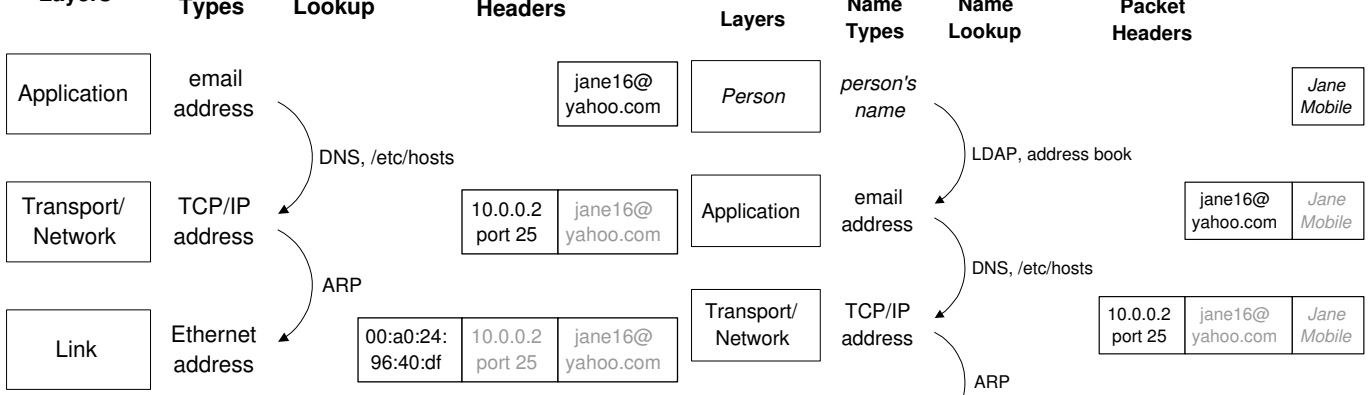 Layers
Types
Lookup
Headers
Application
email
address
jane16@
yahoo.com
DNS, /etc/hosts
Transport/
Network
TCP/IP
address
10.0.0.2
port 25
jane16@
yahoo.com
ARP
Link
Ethernet
address
00:a0:24:
96:40:df
10.0.0.2
port 25
jane16@
yahoo.com
Layers
Name
Types
Name
Lookup
Packet
Headers
Person
person's
name
Jane
Mobile
LDAP, address book
Application
email
address
jane16@
yahoo.com
Jane
Mobile
DNS, /etc/hosts
Transport/
Network
TCP/IP
address
10.0.0.2
port 25
jane16@
yahoo.com
Jane
Mobile
ARP